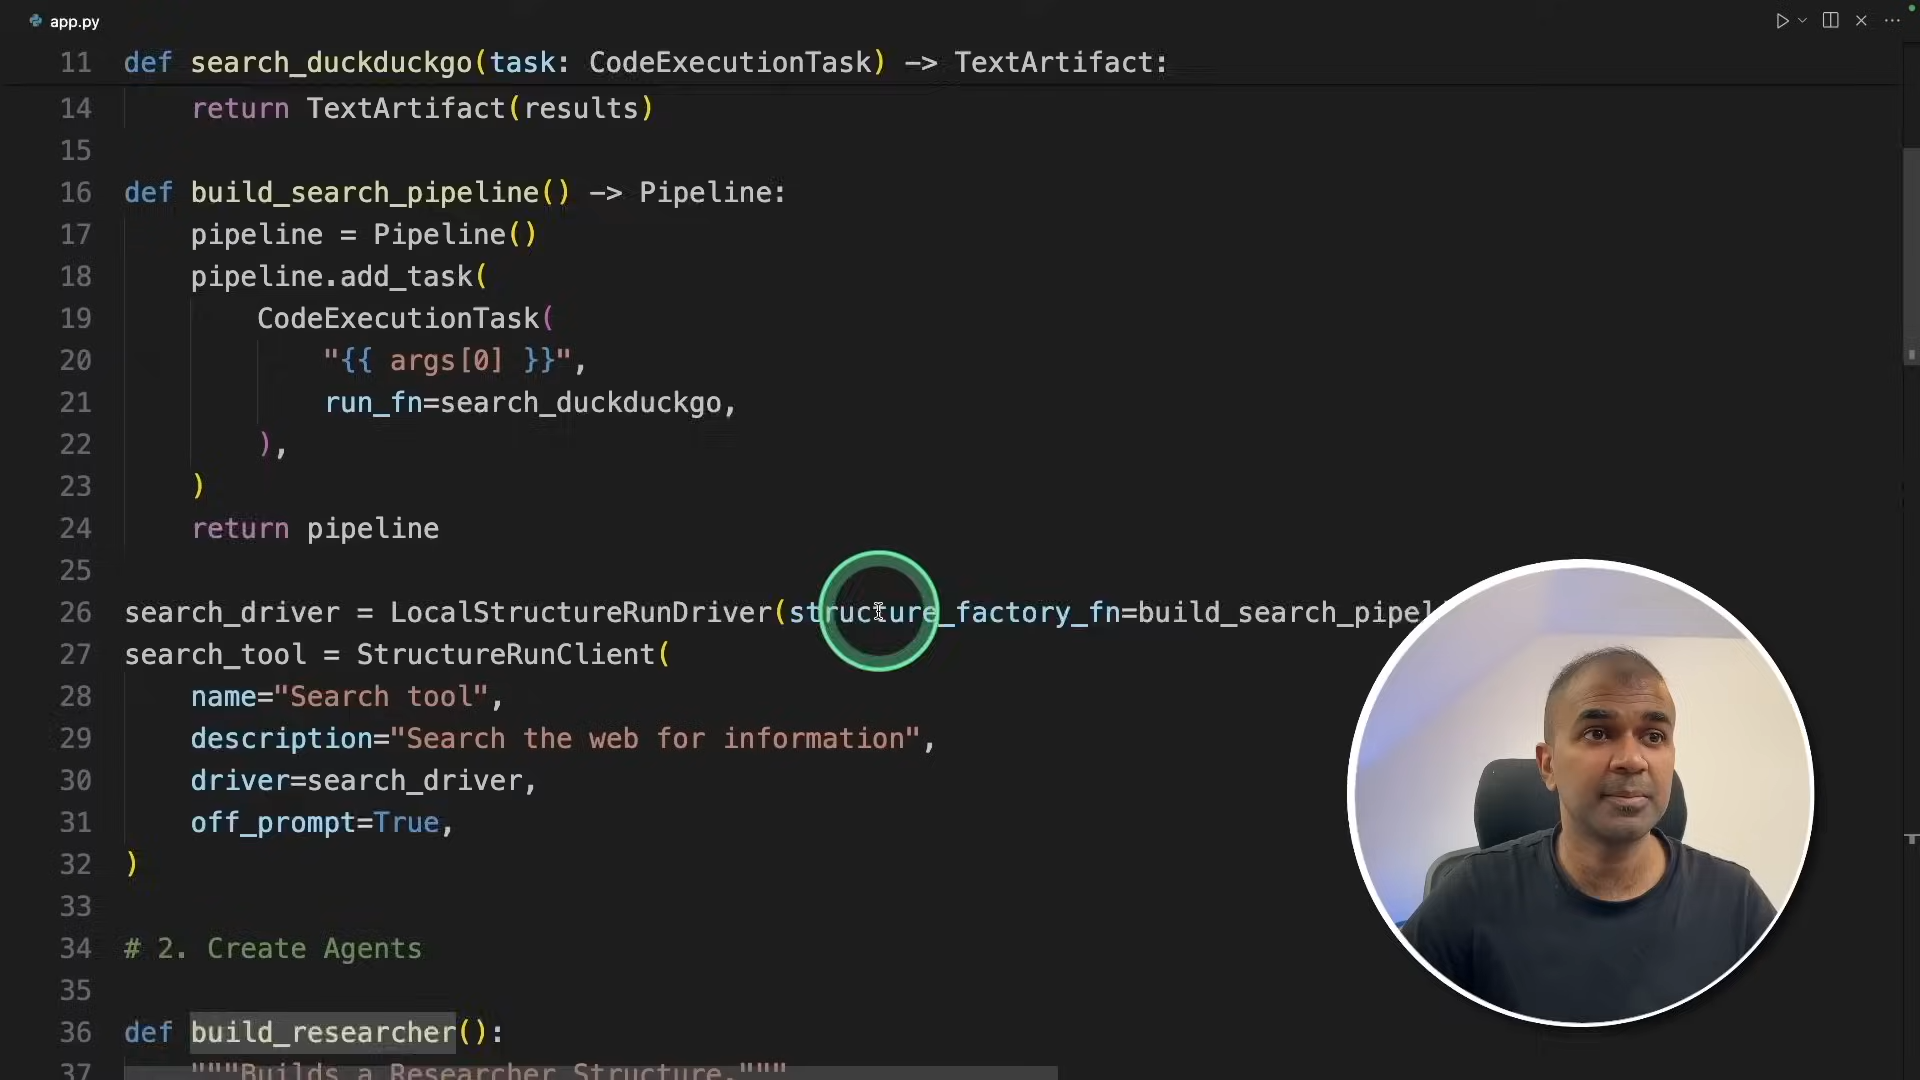 app.py
11 def search_duckduckgo(task: CodeExecutionTask) -> TextArtifact:
14 return TextArtifact(results)
15
16 def build_search_pipeline() -> Pipeline:
17 pipeline = Pipeline()
18 pipeline.add_task(
19 CodeExecutionTask(
20 "{{ args[0] }}",
21 run_fn=search_duckduckgo,
22 ),
23 )
24 return pipeline
25
26 search_driver = LocalStructureRunDriver(structure_factory_fn=build_search_pipel
27 search_tool = StructureRunClient(
28 name="Search tool",
29 description="Search the web for information",
30 driver=search_driver,
31 off_prompt=True,
32 )
33
34 # 2. Create Agents
35
36 def build_researcher():
37 """Builds a Researcher Structure."""